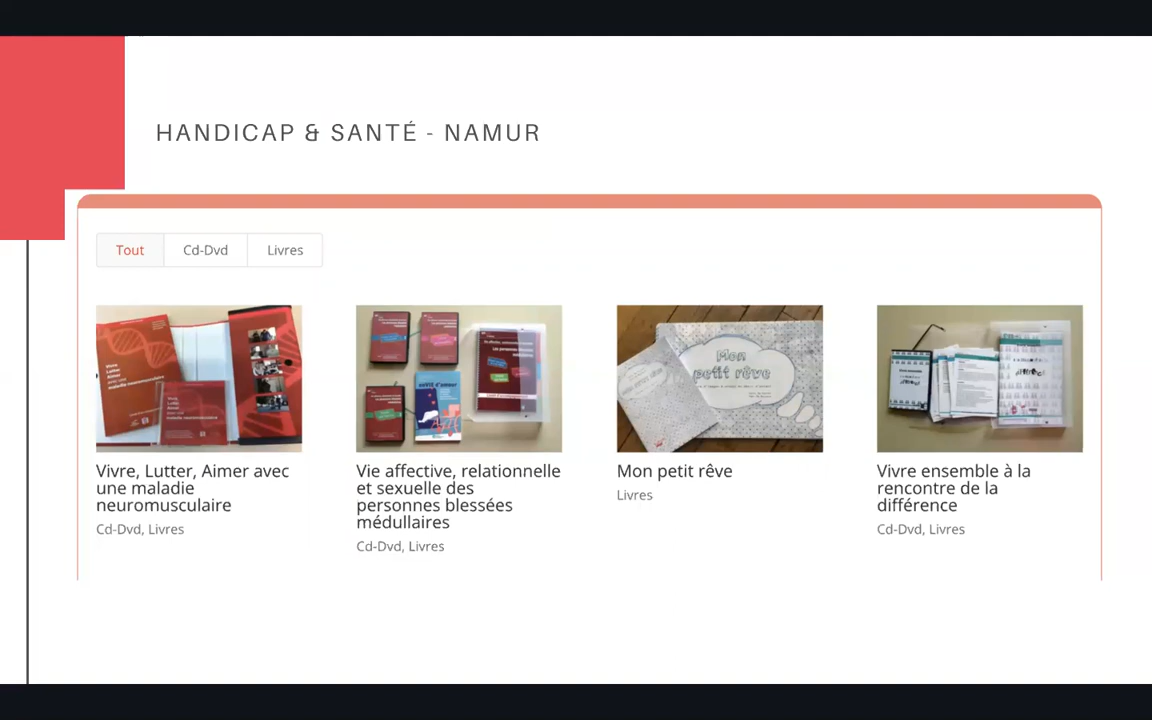 HANDICAP & SANTÉ - NAMUR
Tout
Cd-Dvd
Livres
Mon
petit rêve
Vivre, Lutter, Aimer avec
une maladie
neuromusculaire
Cd-Dvd, Livres
Vie affective, relationnelle
et sexuelle des
personnes blessées
médullaires
Cd-Dvd, Livres
Mon petit rêve
Livres
Vivre ensemble à la
rencontre de la
différence
Cd-Dvd, Livres